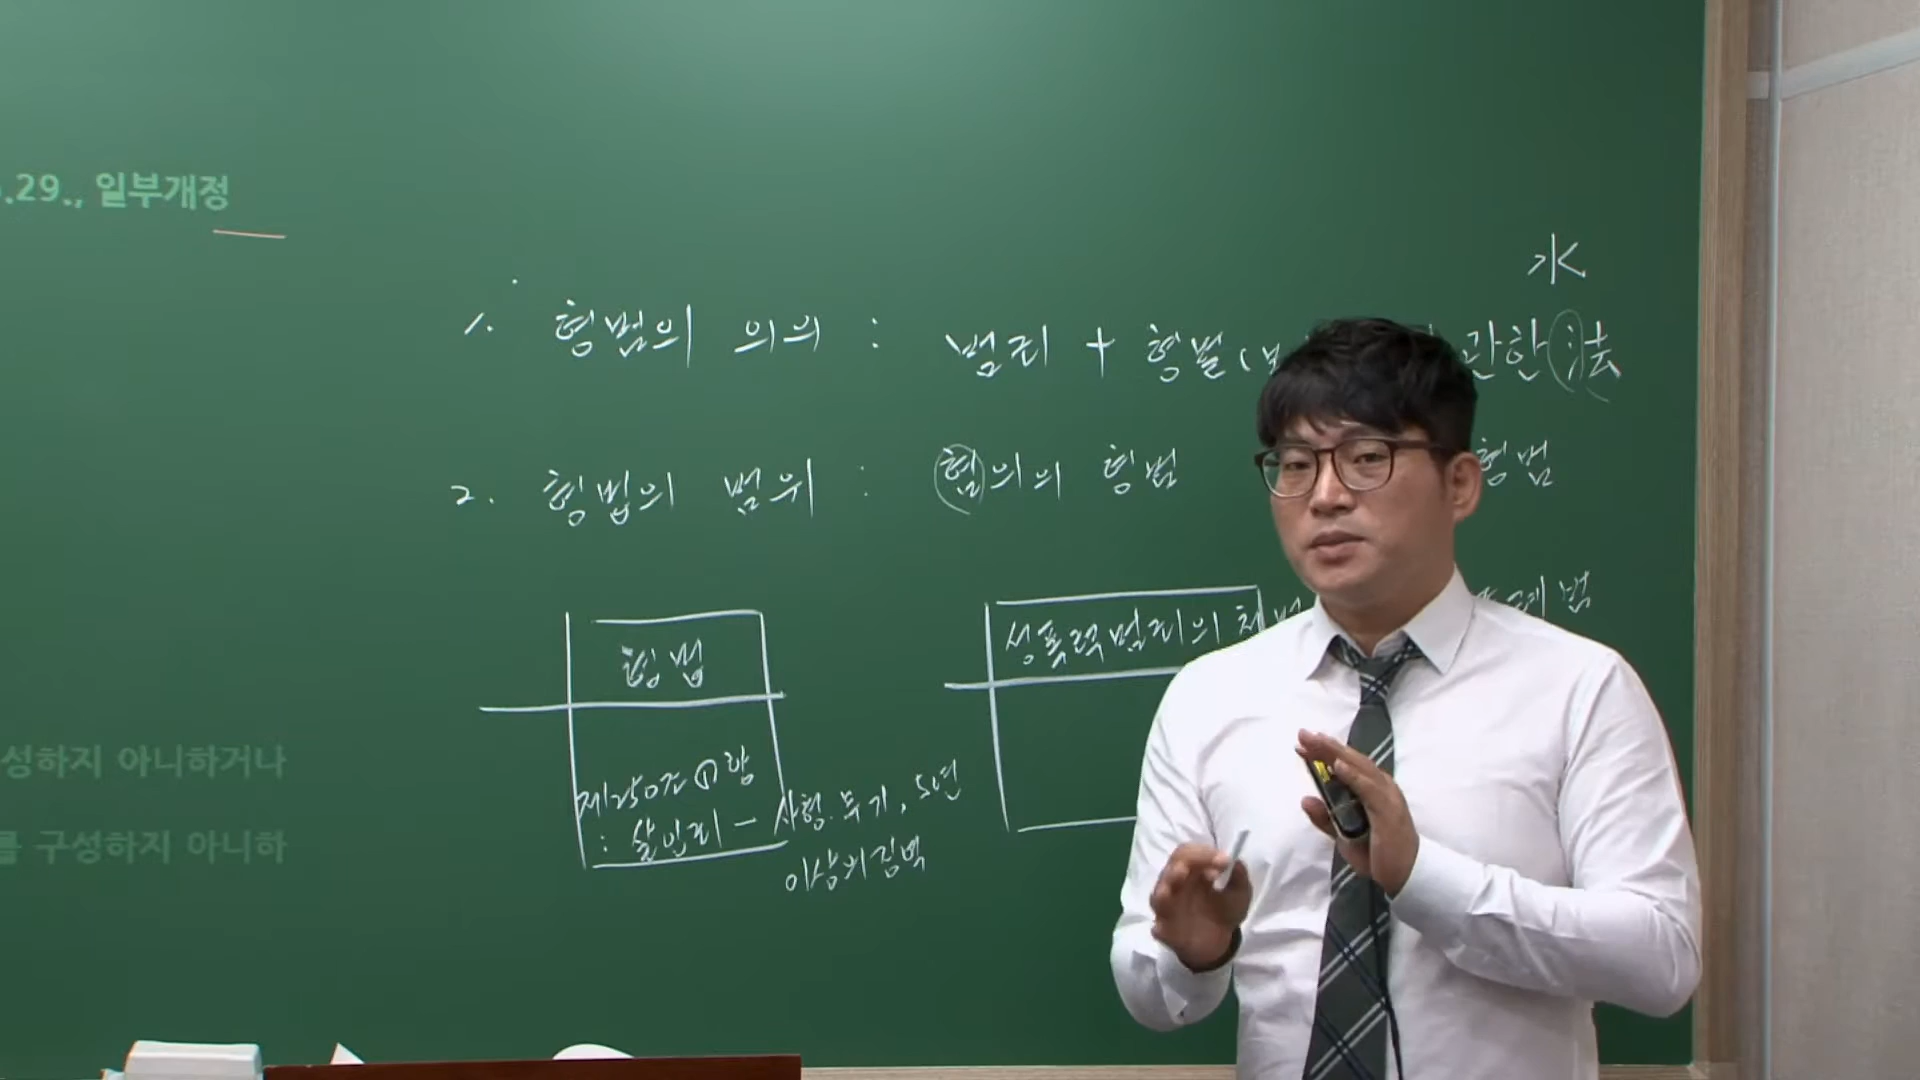 .29., 일부개정
水
1. 형법의 의의 : 범죄 + 형벌( 관한 法
2. 형법의 범위 : 협의의 형법 형법
형법
성폭력범죄의 처벌 례법
제250조 ①항
: 살인죄 - 사형. 무기, 5년
이상의 징역
성하지 아니하거나
를 구성하지 아니하